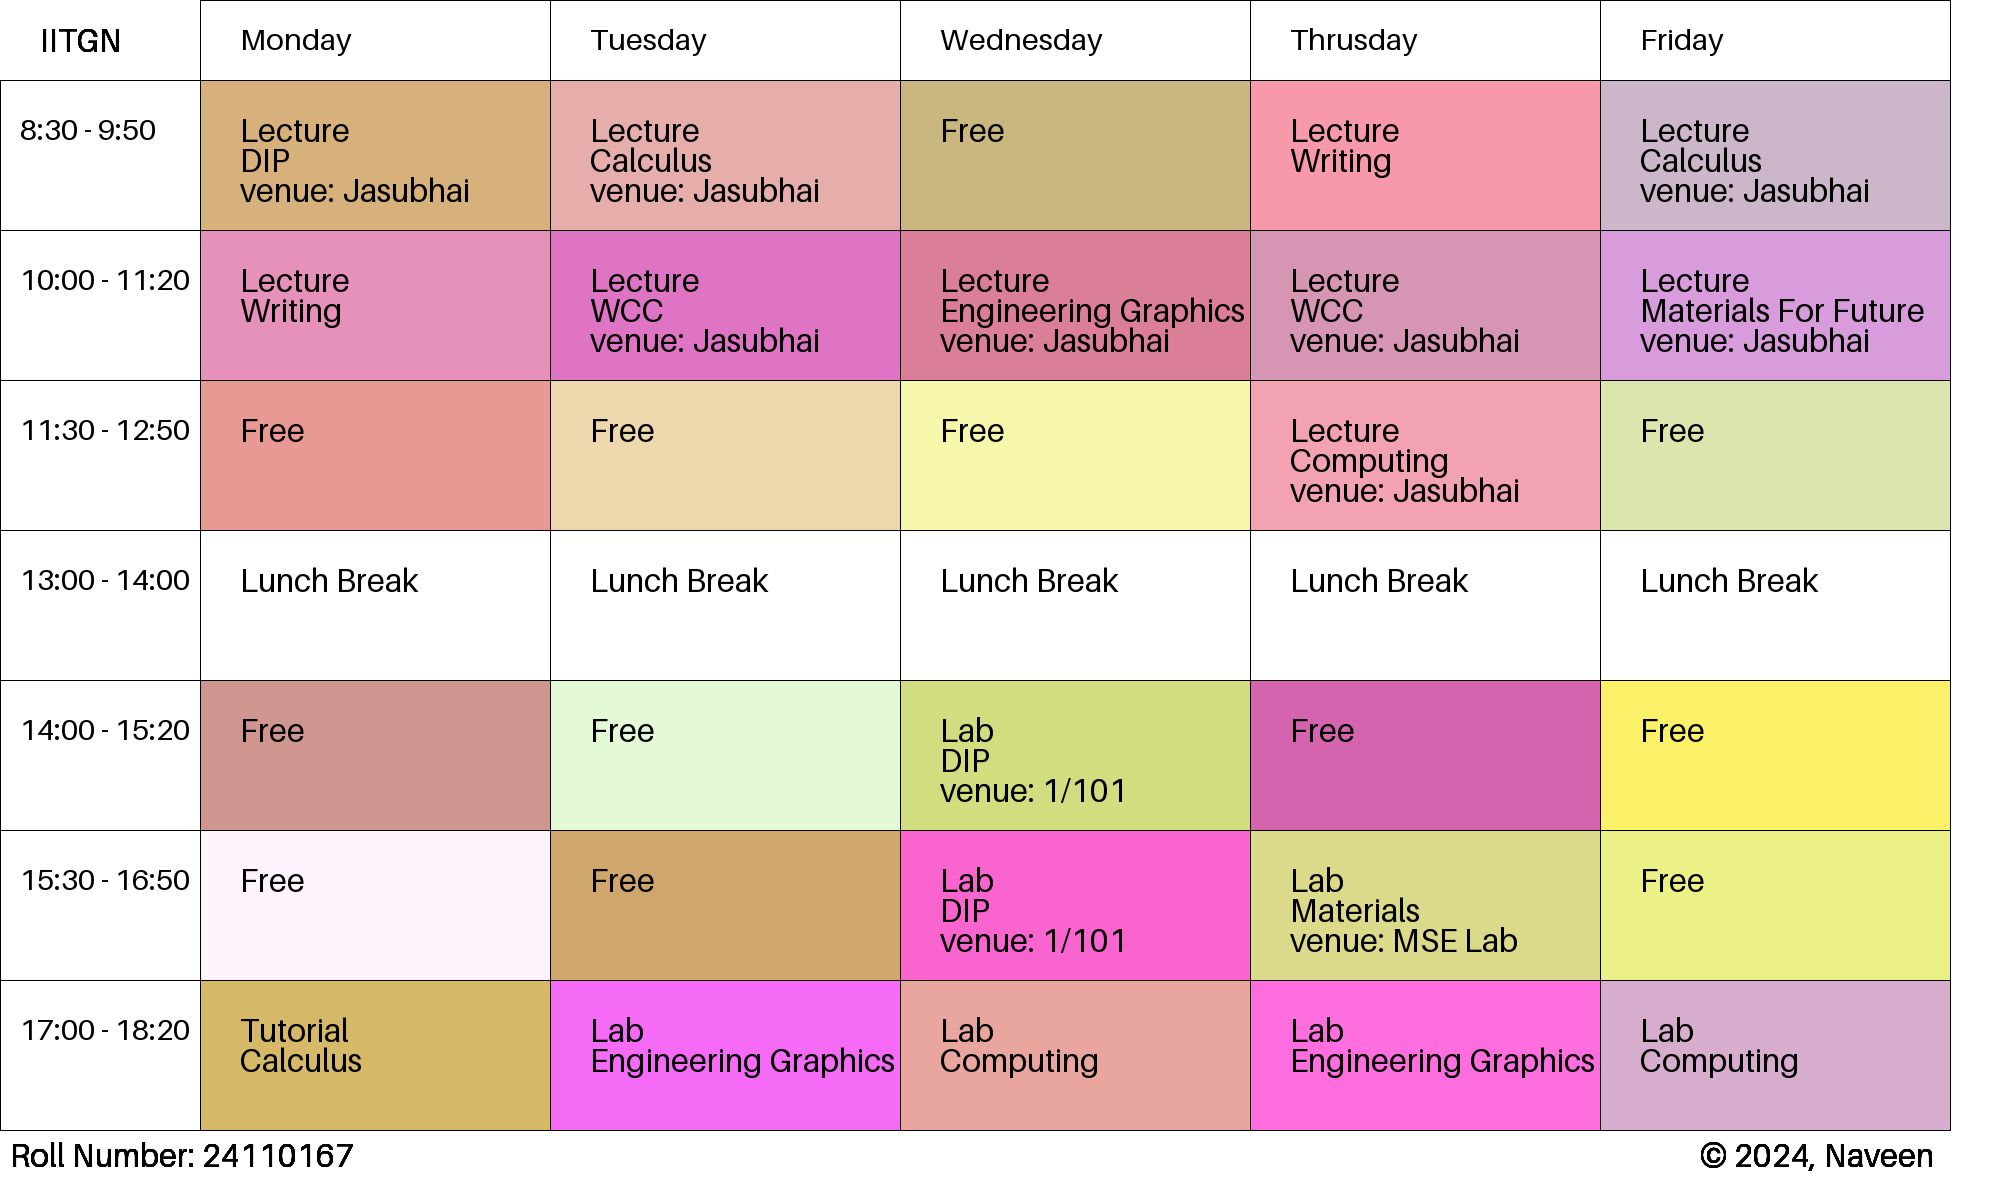 IITGN Monday Tuesday Wednesday Thrusday Friday
8:30 - 9:50
Lecture
DIP
venue: Jasubhai
Lecture
Calculus
venue: Jasubhai
Free
Lecture
Writing
Lecture
Calculus
venue: Jasubhai
10:00 - 11:20
Lecture
Writing
Lecture
WCC
venue: Jasubhai
Lecture
Engineering Graphics
venue: Jasubhai
Lecture
WCC
venue: Jasubhai
Lecture
Materials For Future
venue: Jasubhai
11:30 - 12:50
Free
Free
Free
Lecture
Computing
venue: Jasubhai
Free
13:00 - 14:00
Lunch Break
Lunch Break
Lunch Break
Lunch Break
Lunch Break
14:00 - 15:20
Free
Free
Lab
DIP
venue: 1/101
Free
Free
15:30 - 16:50
Free
Free
Lab
DIP
venue: 1/101
Lab
Materials
venue: MSE Lab
Free
17:00 - 18:20
Tutorial
Calculus
Lab
Engineering Graphics
Lab
Computing
Lab
Engineering Graphics
Lab
Computing
Roll Number: 24110167
© 2024, Naveen